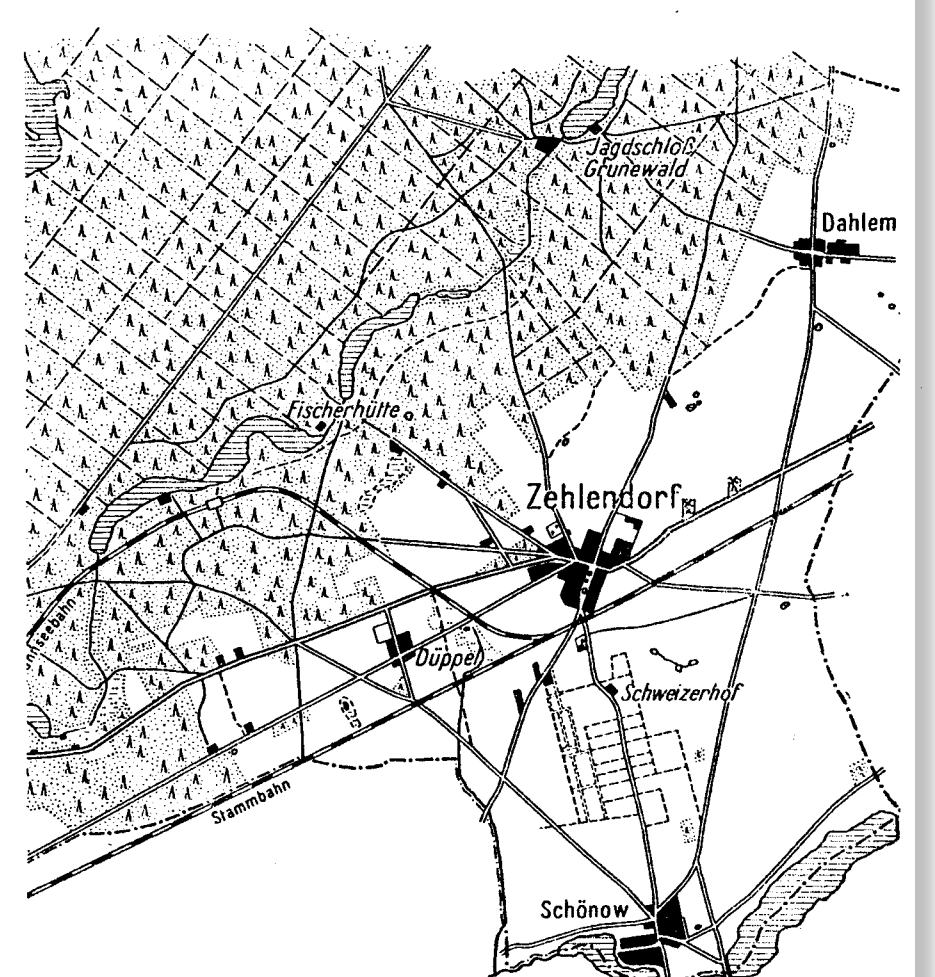 Jagdschloß
Grunewald
Dahlem
Fischerhütte
Zehlendorf
Düppel
Schweizerhof
Stammbahn
Schönow